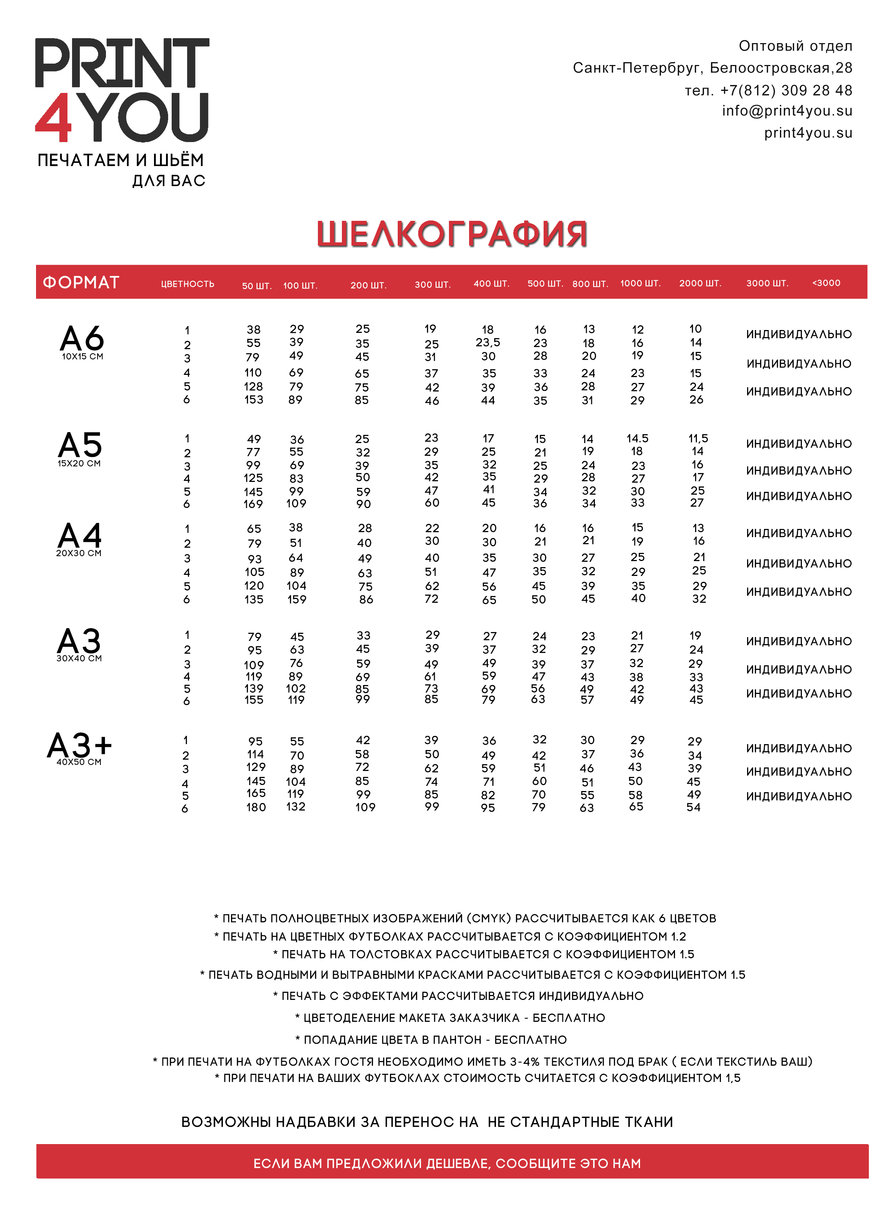 PRINT
4YOU
ПЕЧАТАЕМ И ШЬЁМ
ДЛЯ ВАС
Оптовый отдел
Санкт-Петербруг, Белоостровская,28
тел. +7(812) 309 28 48
info@print4you.su
print4you.su
ШЕЛКОГРАФИЯ
ФОРМАТ ЦВЕТНОСТЬ 50 ШТ. 100 ШТ. 200 ШТ. 300 ШТ. 400 ШТ. 500 ШТ. 800 ШТ. 1000 ШТ. 2000 ШТ. 3000 ШТ. <3000
А6
10X15 СМ
1 38 29 25 19 18 16 13 12 10 ИНДИВИДУАЛЬНО
2 55 39 35 25 23,5 23 18 16 14
3 79 49 45 31 30 28 20 19 15 ИНДИВИДУАЛЬНО
4 110 69 65 37 35 33 24 23 15
5 128 79 75 42 39 36 28 27 24 ИНДИВИДУАЛЬНО
6 153 89 85 46 44 35 31 29 26
А5
15X20 СМ
1 49 36 25 23 17 15 14 14.5 11,5 ИНДИВИДУАЛЬНО
2 77 55 32 29 25 21 19 18 14
3 99 69 39 35 32 25 24 23 16 ИНДИВИДУАЛЬНО
4 125 83 50 42 35 29 28 27 17
5 145 99 59 47 41 34 32 30 25 ИНДИВИДУАЛЬНО
6 169 109 90 60 45 36 34 33 27
А4
20X30 СМ
1 65 38 28 22 20 16 16 15 13 ИНДИВИДУАЛЬНО
2 79 51 40 30 30 21 21 19 16
3 93 64 49 40 35 30 27 25 21 ИНДИВИДУАЛЬНО
4 105 89 63 51 47 35 32 29 25
5 120 104 75 62 56 45 39 35 29 ИНДИВИДУАЛЬНО
6 135 159 86 72 65 50 45 40 32
А3
30X40 СМ
1 79 45 33 29 27 24 23 21 19 ИНДИВИДУАЛЬНО
2 95 63 45 39 37 32 29 27 24
3 109 76 59 49 49 39 37 32 29 ИНДИВИДУАЛЬНО
4 119 89 69 61 59 47 43 38 33
5 139 102 85 73 69 56 49 42 43 ИНДИВИДУАЛЬНО
6 155 119 99 85 79 63 57 49 45
А3+
40X50 СМ
1 95 55 42 39 36 32 30 29 29 ИНДИВИДУАЛЬНО
2 114 70 58 50 49 42 37 36 34
3 129 89 72 62 59 51 46 43 39 ИНДИВИДУАЛЬНО
4 145 104 85 74 71 60 51 50 45
5 165 119 99 85 82 70 55 58 49 ИНДИВИДУАЛЬНО
6 180 132 109 99 95 79 63 65 54
* ПЕЧАТЬ ПОЛНОЦВЕТНЫХ ИЗОБРАЖЕНИЙ (CMYK) РАССЧИТЫВАЕТСЯ КАК 6 ЦВЕТОВ
* ПЕЧАТЬ НА ЦВЕТНЫХ ФУТБОЛКАХ РАССЧИТЫВАЕТСЯ С КОЭФФИЦИЕНТОМ 1.2
* ПЕЧАТЬ НА ТОЛСТОВКАХ РАССЧИТЫВАЕТСЯ С КОЭФФИЦИЕНТОМ 1.5
* ПЕЧАТЬ ВОДНЫМИ И ВЫТРАВНЫМИ КРАСКАМИ РАССЧИТЫВАЕТСЯ С КОЭФФИЦИЕНТОМ 1.5
* ПЕЧАТЬ С ЭФФЕКТАМИ РАССЧИТЫВАЕТСЯ ИНДИВИДУАЛЬНО
* ЦВЕТОДЕЛЕНИЕ МАКЕТА ЗАКАЗЧИКА - БЕСПЛАТНО
* ПОПАДАНИЕ ЦВЕТА В ПАНТОН - БЕСПЛАТНО
* ПРИ ПЕЧАТИ НА ФУТБОЛКАХ ГОСТЯ НЕОБХОДИМО ИМЕТЬ 3-4% ТЕКСТИЛЯ ПОД БРАК ( ЕСЛИ ТЕКСТИЛЬ ВАШ)
* ПРИ ПЕЧАТИ НА ВАШИХ ФУТБОКЛАХ СТОИМОСТЬ СЧИТАЕТСЯ С КОЭФФИЦИЕНТОМ 1,5
ВОЗМОЖНЫ НАДБАВКИ ЗА ПЕРЕНОС НА НЕ СТАНДАРТНЫЕ ТКАНИ
ЕСЛИ ВАМ ПРЕДЛОЖИЛИ ДЕШЕВЛЕ, СООБЩИТЕ ЭТО НАМ